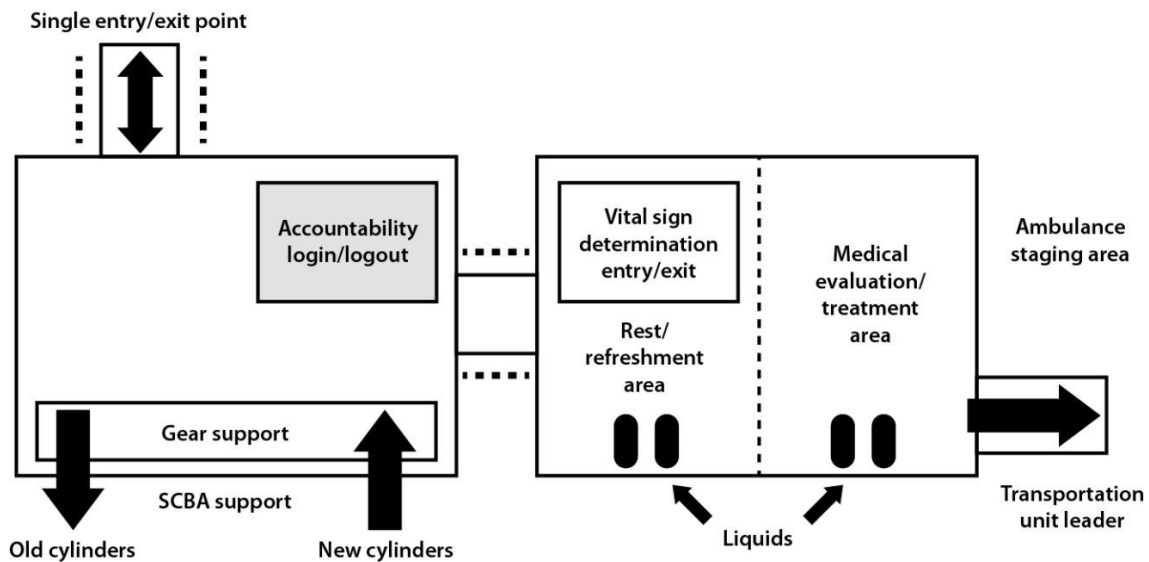 Single entry/exit point
Accountability
login/logout
Gear support
SCBA support
Old cylinders
New cylinders
Vital sign
determination
entry/exit
Rest/
refreshment
area
Medical
evaluation/
treatment
area
Liquids
Ambulance
staging area
Transportation
unit leader